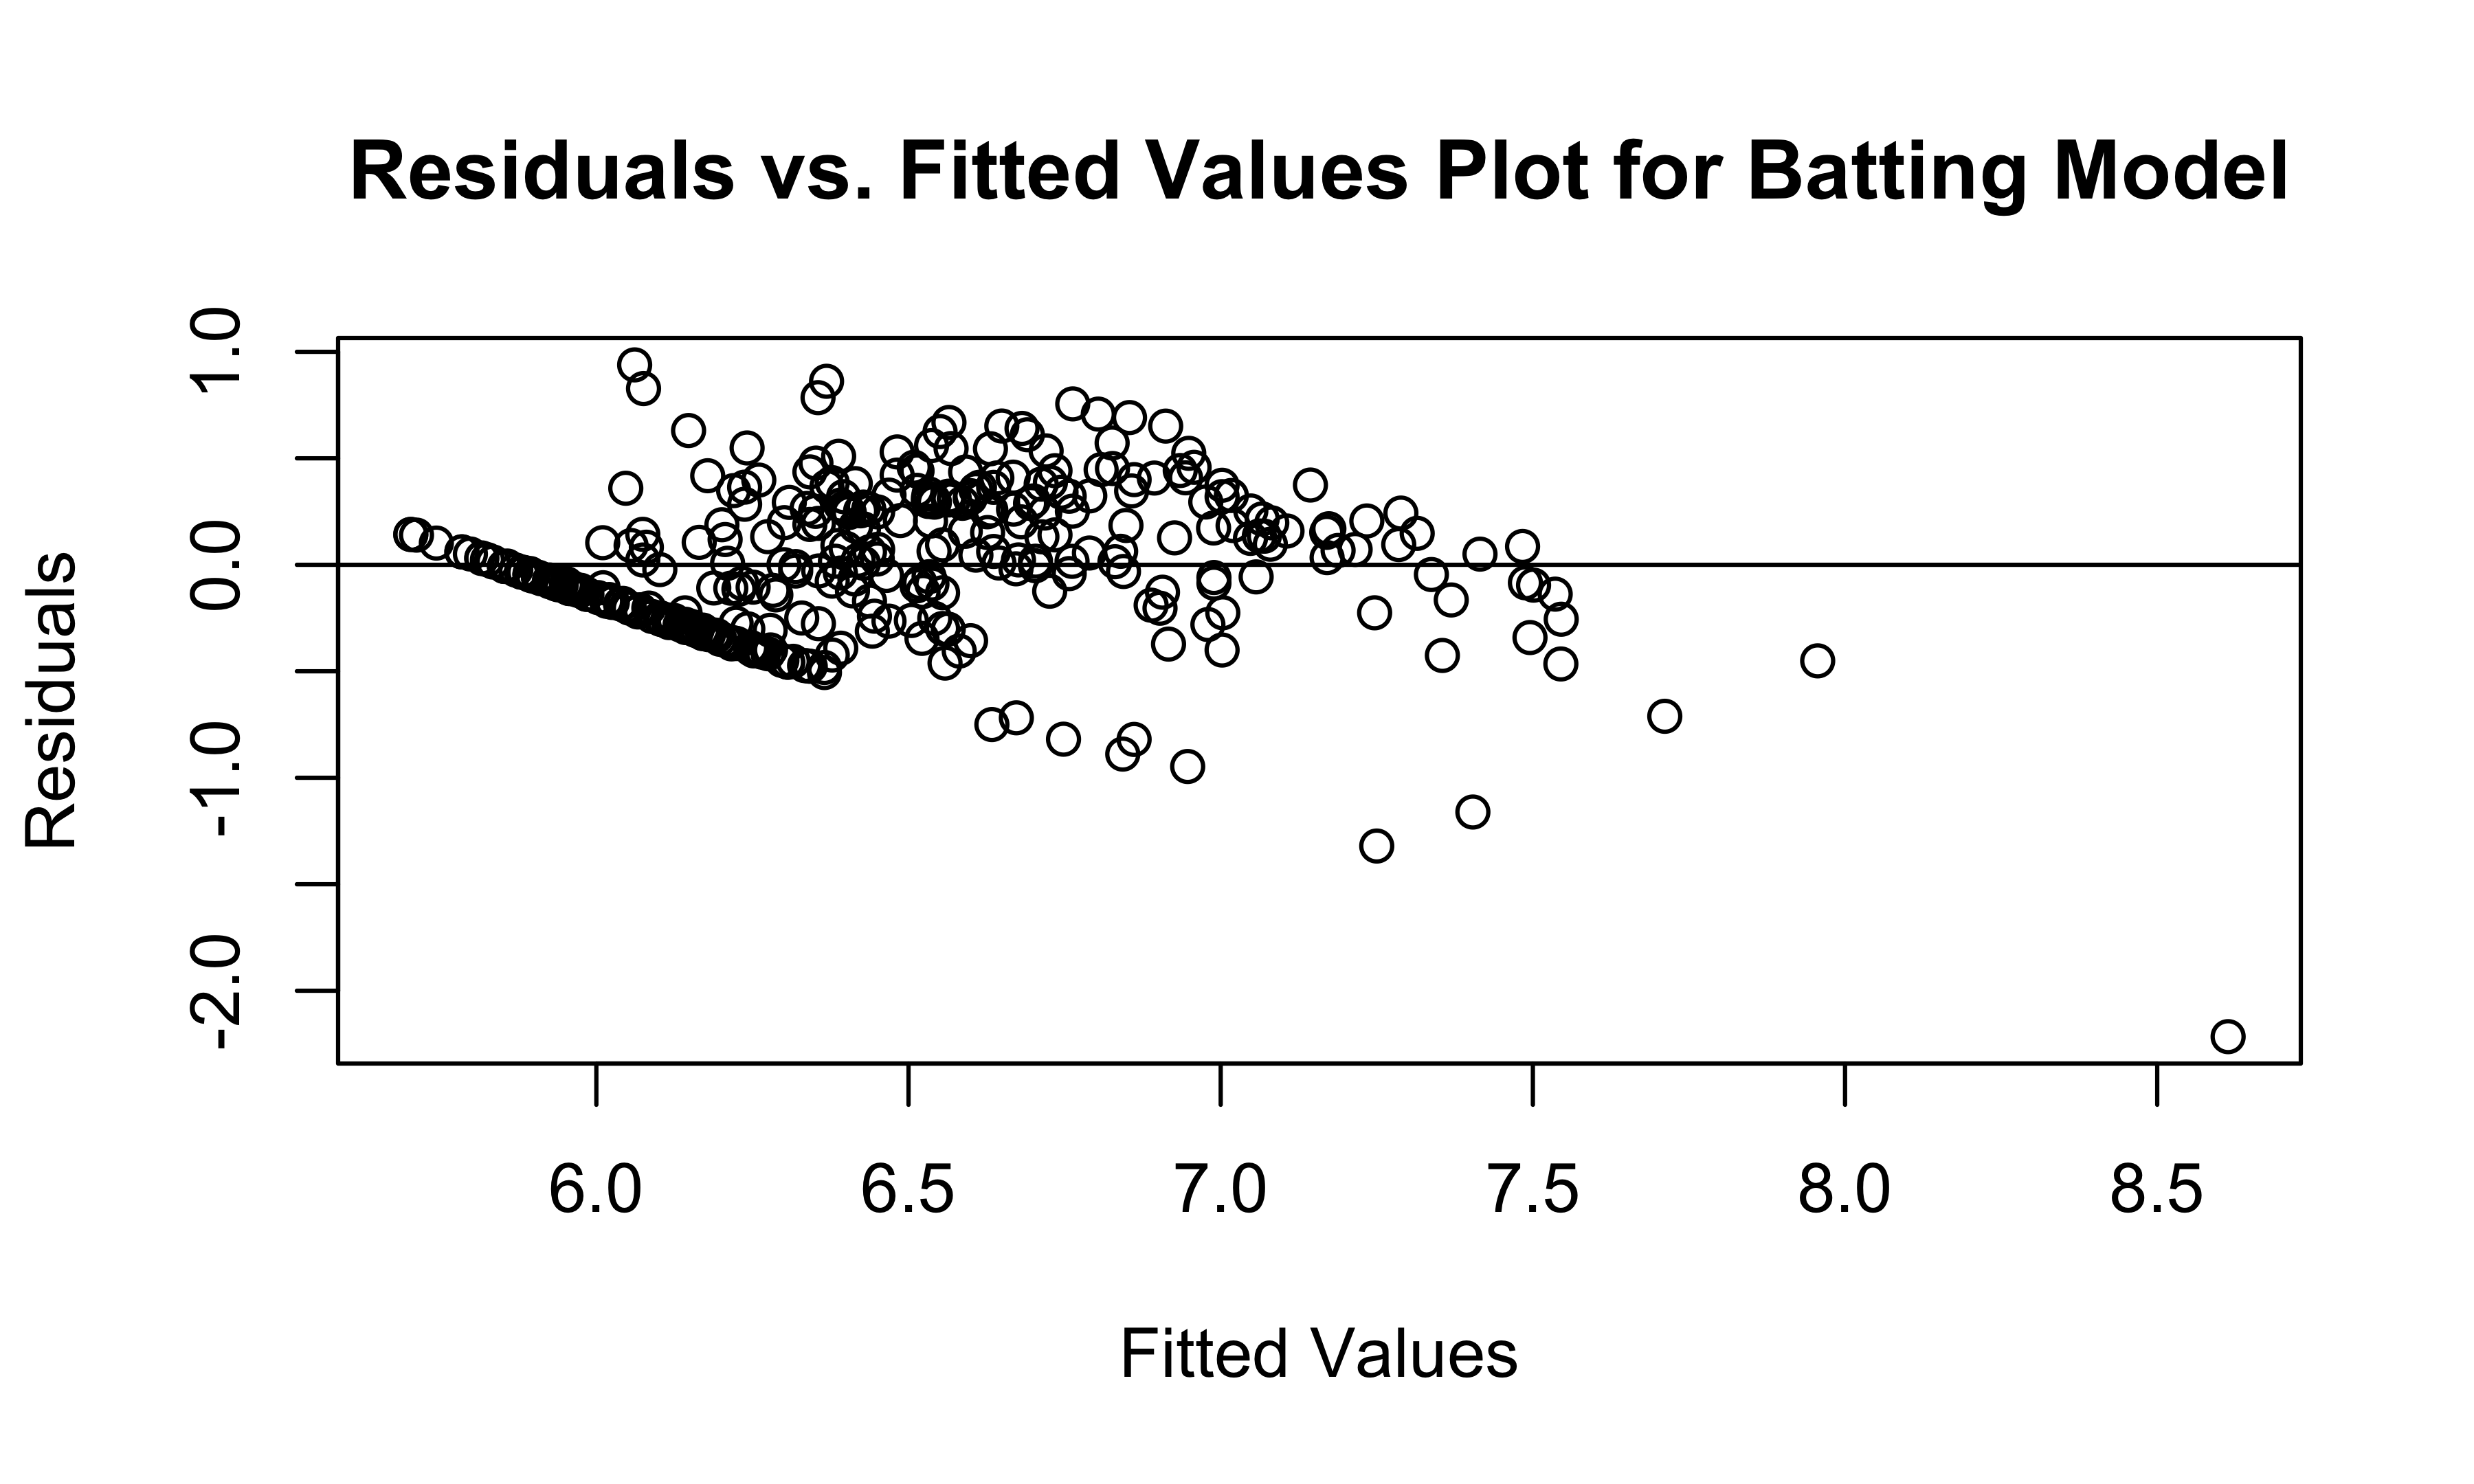 Residuals vs. Fitted Values Plot for Batting Model
Residuals
1.0
0.0
-1.0
-2.0
6.0 6.5 7.0 7.5 8.0 8.5
Fitted Values